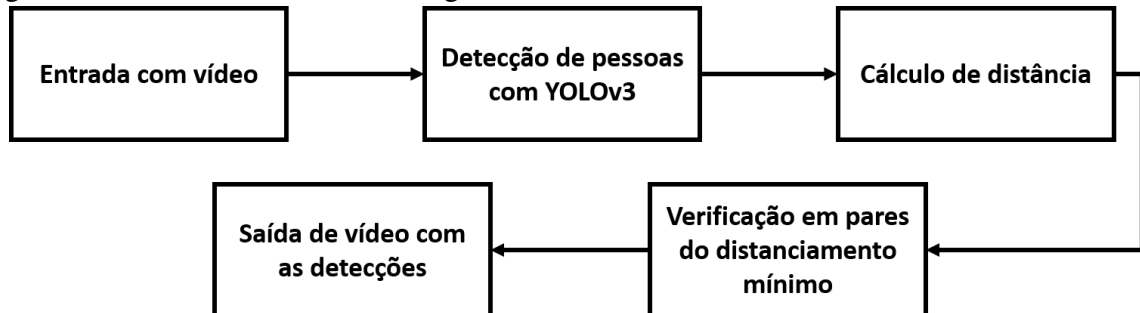 Entrada com vídeo
Detecção de pessoas
com YOLOv3
Cálculo de distância
Verificação em pares
do distanciamento
mínimo
Saída de vídeo com
as detecções